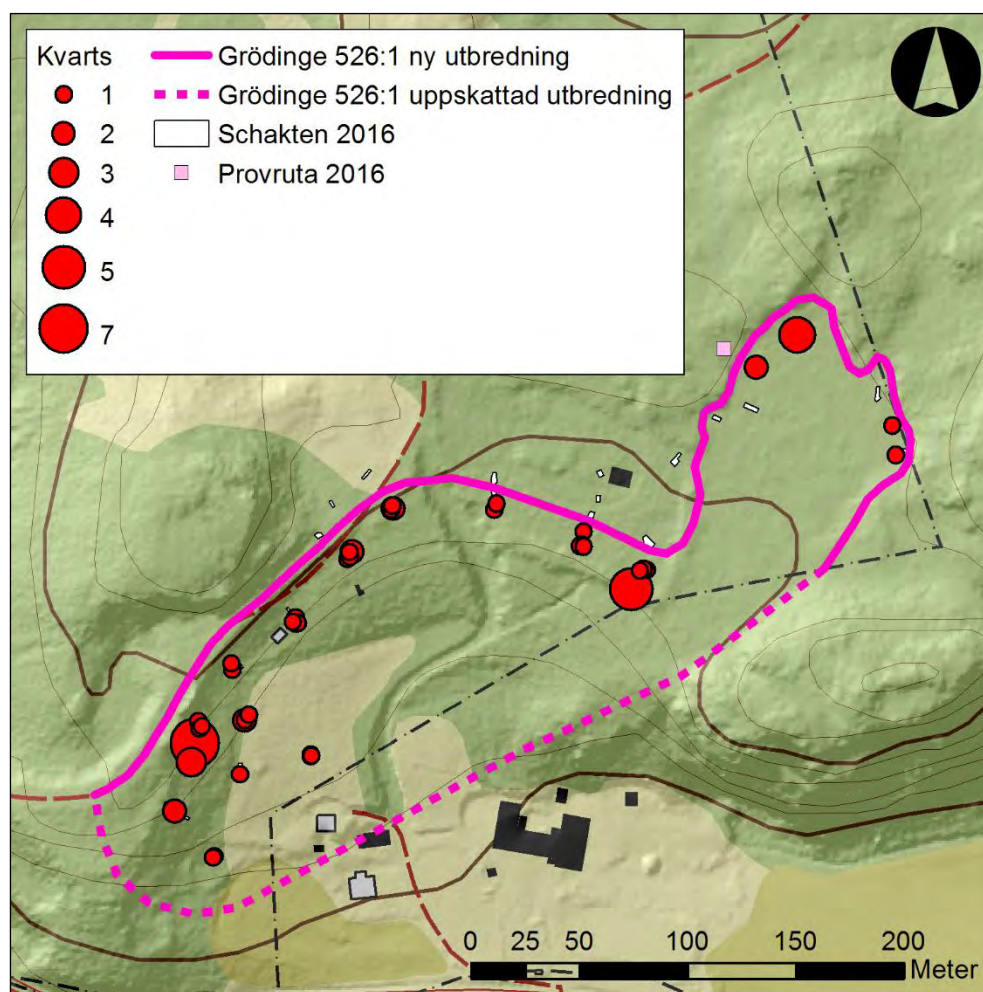 Kvarts
1
2
3
4
5
7
Grödinge 526:1 ny utbredning
Grödinge 526:1 uppskattad utbredning
Schakten 2016
Provruta 2016
0 25 50 100 150 200
Meter